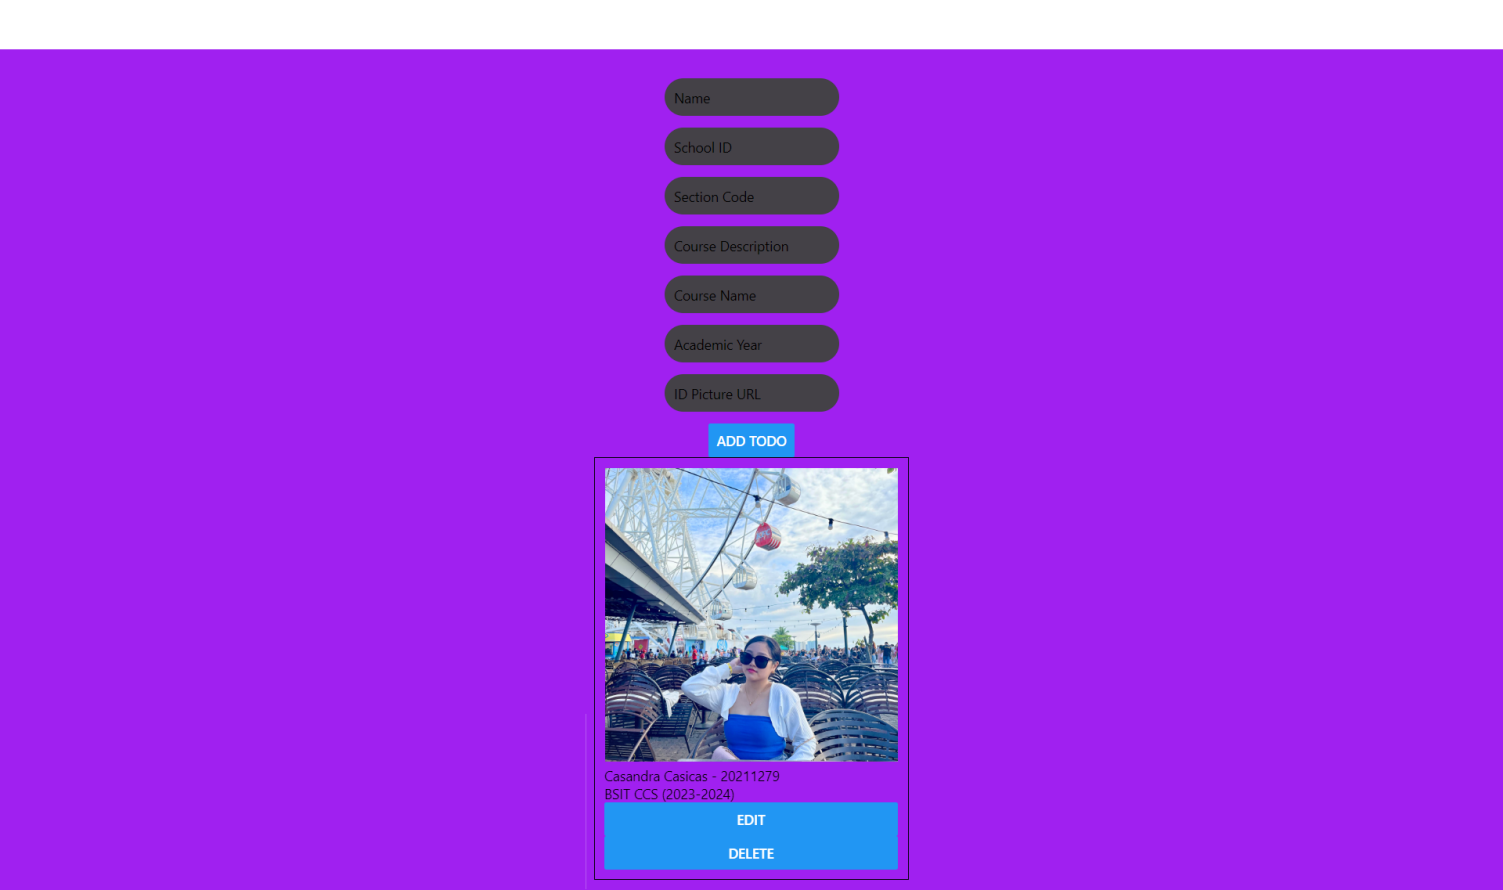 Name
School ID
Section Code
Course Description
Course Name
Academic Year
ID Picture URL
ADD TODO
Casandra Casicas - 20211279
BSIT CCS (2023-2024)
EDIT
DELETE